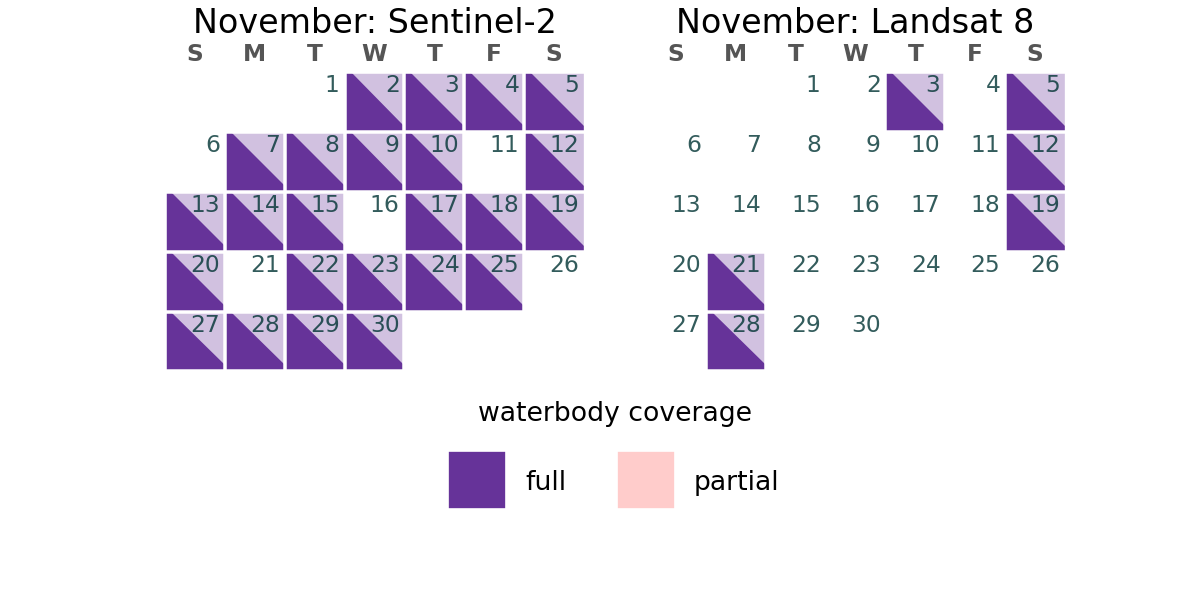 November: Sentinel-2
S M T W T F S
1 2 3 4 5
6 7 8 9 10 11 12
13 14 15 16 17 18 19
20 21 22 23 24 25 26
27 28 29 30
November: Landsat 8
S M T W T F S
1 2 3 4 5
6 7 8 9 10 11 12
13 14 15 16 17 18 19
20 21 22 23 24 25 26
27 28 29 30
waterbody coverage
full partial